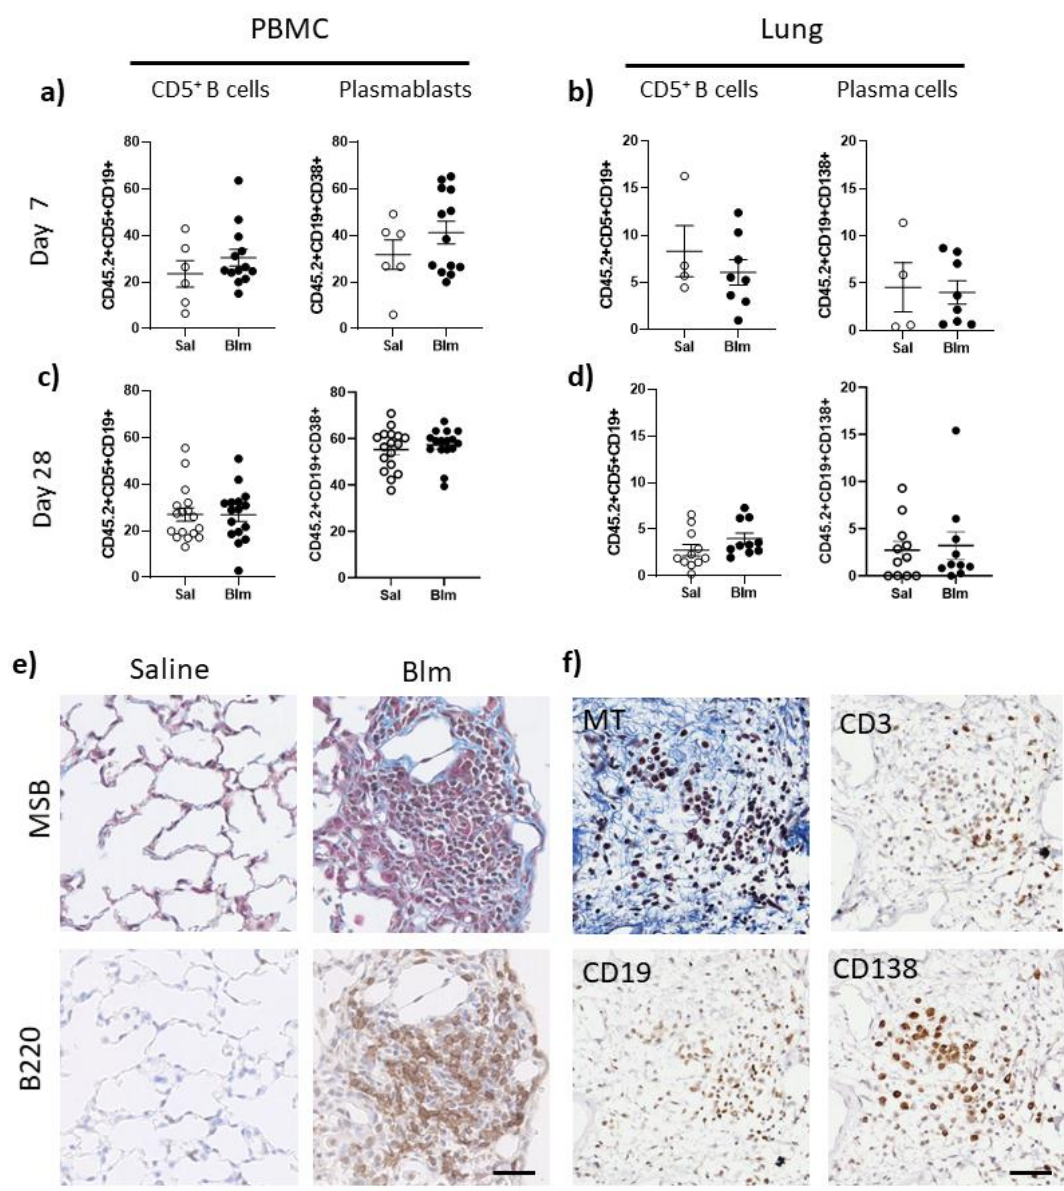 PBMC
Lung
a)
CD5+ B cells
Plasmablasts
b)
CD5+ B cells
Plasma cells
Day 7
CD45.2+CD5+CD19+
80
60
40
20
0
Sal
Blm
CD45.2+CD19+CD38+
80
60
40
20
0
Sal
Blm
CD45.2+CD5+CD19+
20
15
10
5
0
Sal
Blm
CD45.2+CD19+CD138+
20
15
10
5
0
Sal
Blm
c)
d)
Day 28
CD45.2+CD5+CD19+
80
60
40
20
0
Sal
Blm
CD45.2+CD19+CD38+
80
60
40
20
0
Sal
Blm
CD45.2+CD5+CD19+
20
15
10
5
0
Sal
Blm
CD45.2+CD19+CD138+
20
15
10
5
0
Sal
Blm
e)
Saline
Blm
f)
MSB
MT
CD3
B220
CD19
CD138